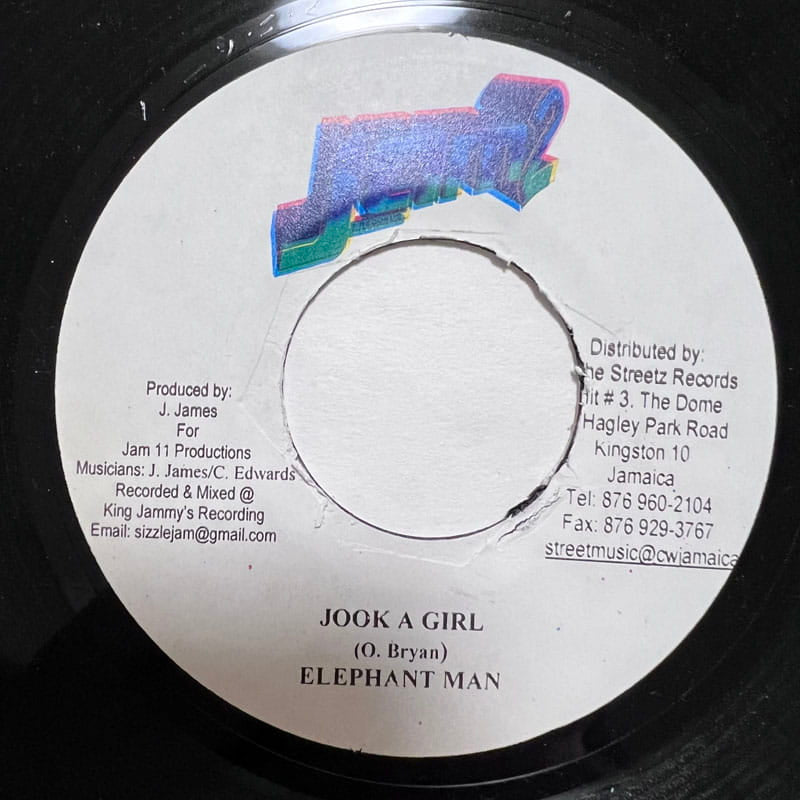 Jam2
Produced by:
J. James
For
Jam 11 Productions
Musicians: J. James/C. Edwards
Recorded & Mixed @
King Jammy's Recording
Email: sizzlejam@gmail.com
Distributed by:
he Streetz Records
it # 3. The Dome
Hagley Park Road
Kingston 10
Jamaica
Tel: 876 960-2104
Fax: 876 929-3767
streetmusic@cwjamaica
JOOK A GIRL
(O. Bryan)
ELEPHANT MAN